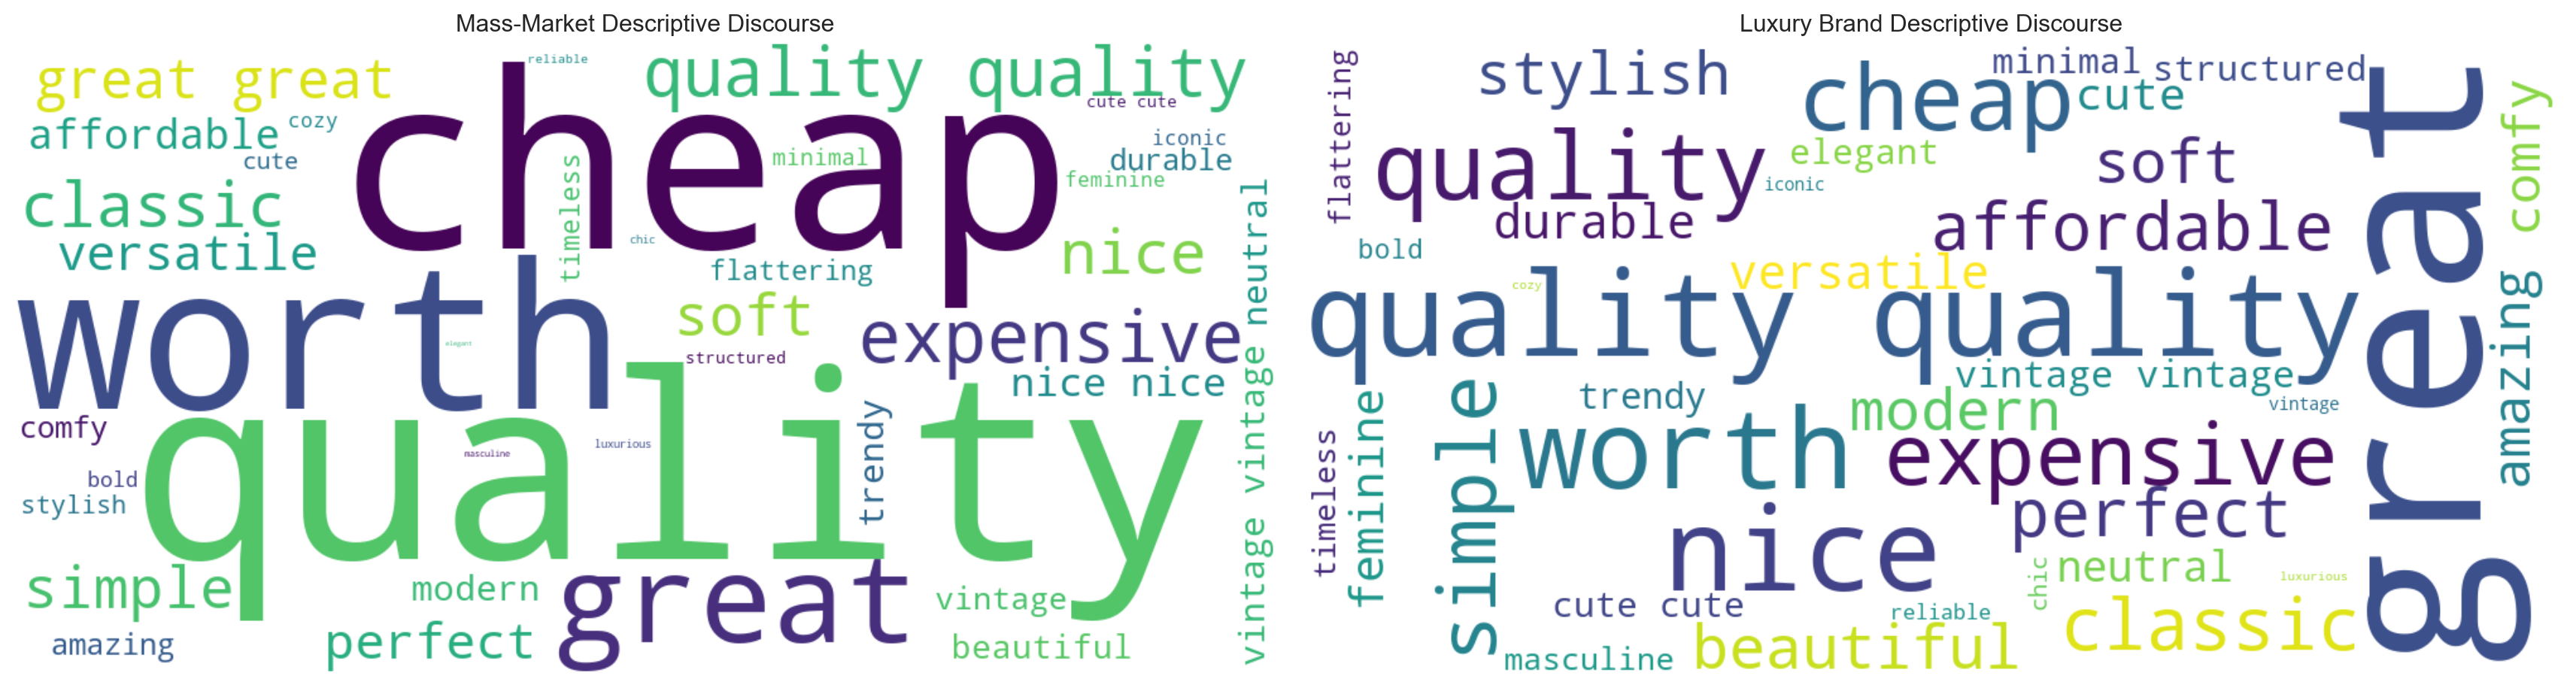 Mass-Market Descriptive Discourse
reliable
great great
quality quality
cheap
cute cute
affordable
cozy
cute
iconic
durable
minimal
feminine
timeless
classic
versatile
chic
nice
flattering
worth
soft
expensive
elegant
structured
nice nice
vintage vintage neutral
comfy
quality
luxurious
masculine
trendy
bold
stylish
simple
modern
great
vintage
amazing
perfect
beautiful
Luxury Brand Descriptive Discourse
flattering
stylish
minimal
structured
cheap
cute
great
comfy
quality
elegant
soft
iconic
durable
affordable
bold
versatile
cozy
quality quality
amazing
vintage vintage
vintage
trendy
modern
simple
feminine
timeless
worth
expensive
perfect
nice
neutral
chic
luxurious
cute cute
reliable
classic
masculine
beautiful